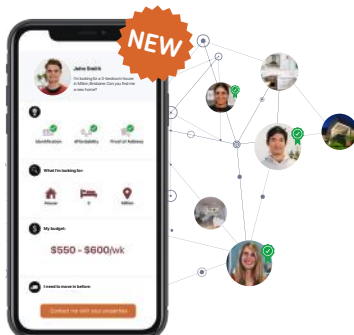 NEW
John Smith
I'm looking for a 3-bedroom house
in Milton, Brisbane. Can you find me
a new home?
Identification
Affordability
Proof of Address
What I'm looking for:
House
3
Milton
My budget:
$550 - $600/wk
I need to move in before:
Contact me with your properties